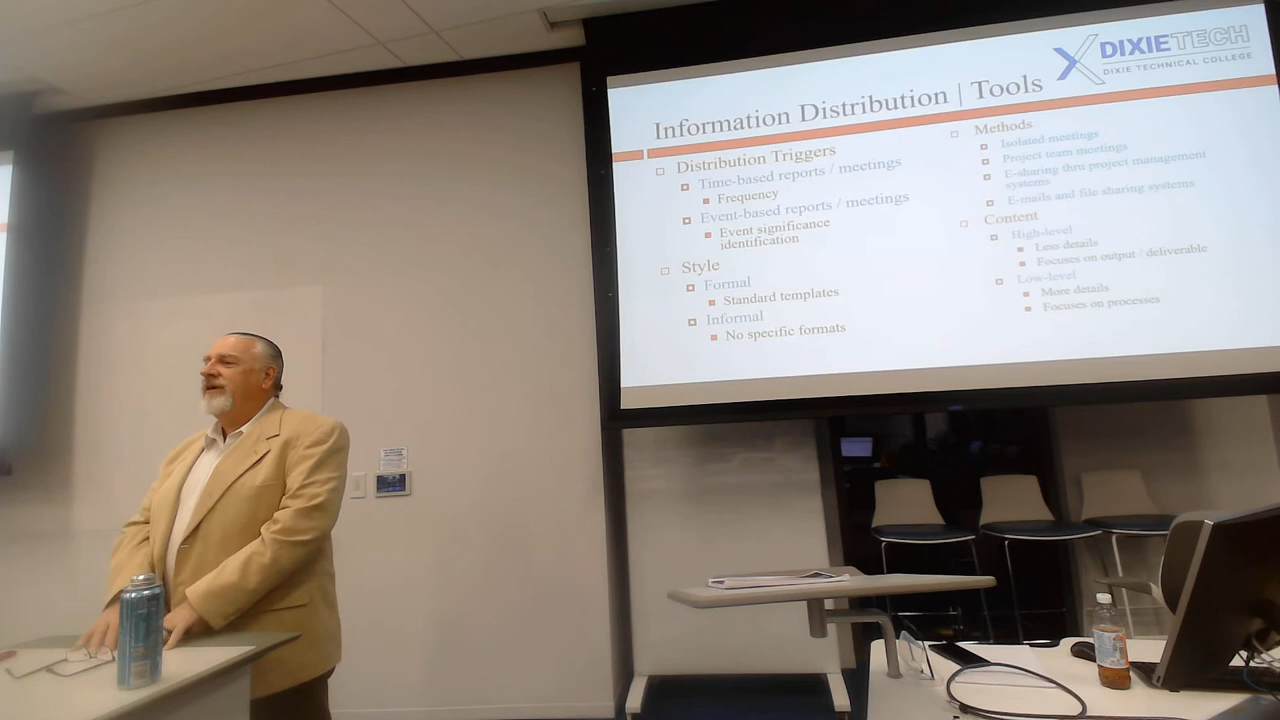 DIXIETECH
DIXIE TECHNICAL COLLEGE
Information Distribution | Tools
Distribution Triggers
Time-based reports / meetings
Frequency
Event-based reports / meetings
Event significance
identification
Style
Formal
Standard templates
Informal
No specific formats
Methods
Isolated meetings
Project team meetings
E-sharing thru project management
systems
E-mails and file sharing systems
Content
High-level
Less details
Focuses on output / deliverable
Low-level
More details
Focuses on processes